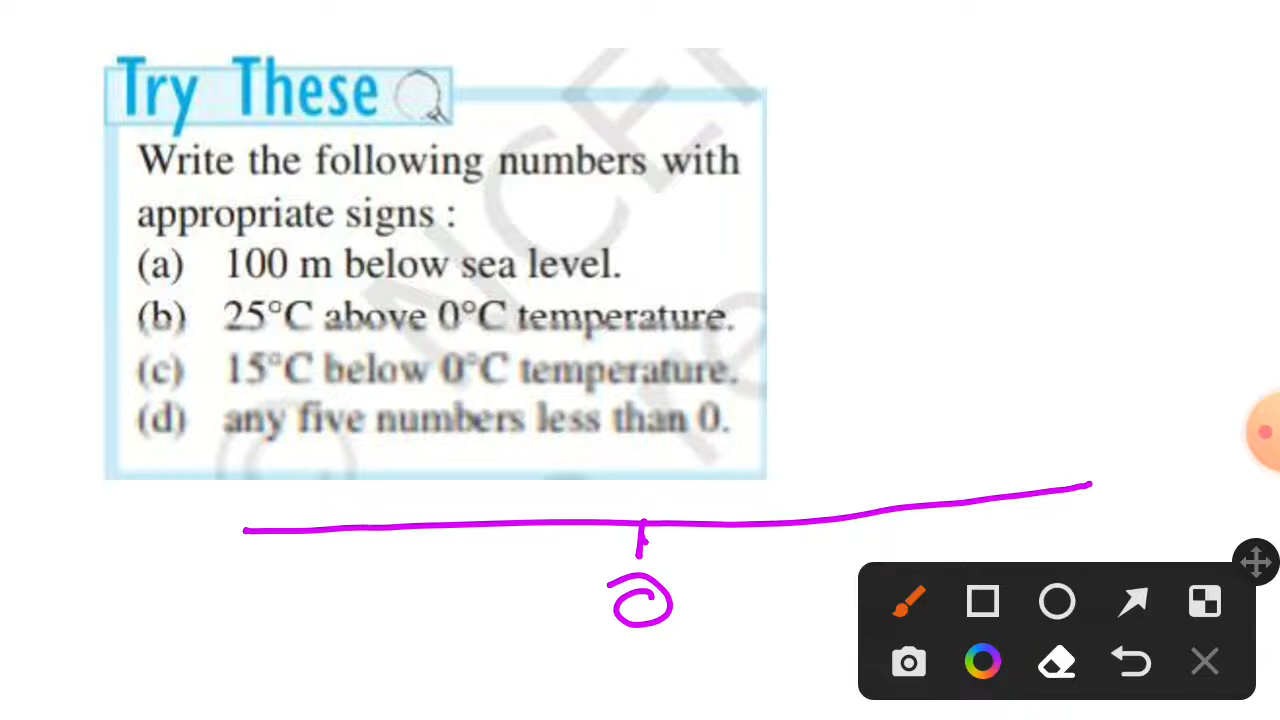 Try These
Write the following numbers with
appropriate signs :
(a) 100 m below sea level.
(b) 25°C above 0°C temperature.
(c) 15°C below 0°C temperature.
(d) any five numbers less than 0.
0